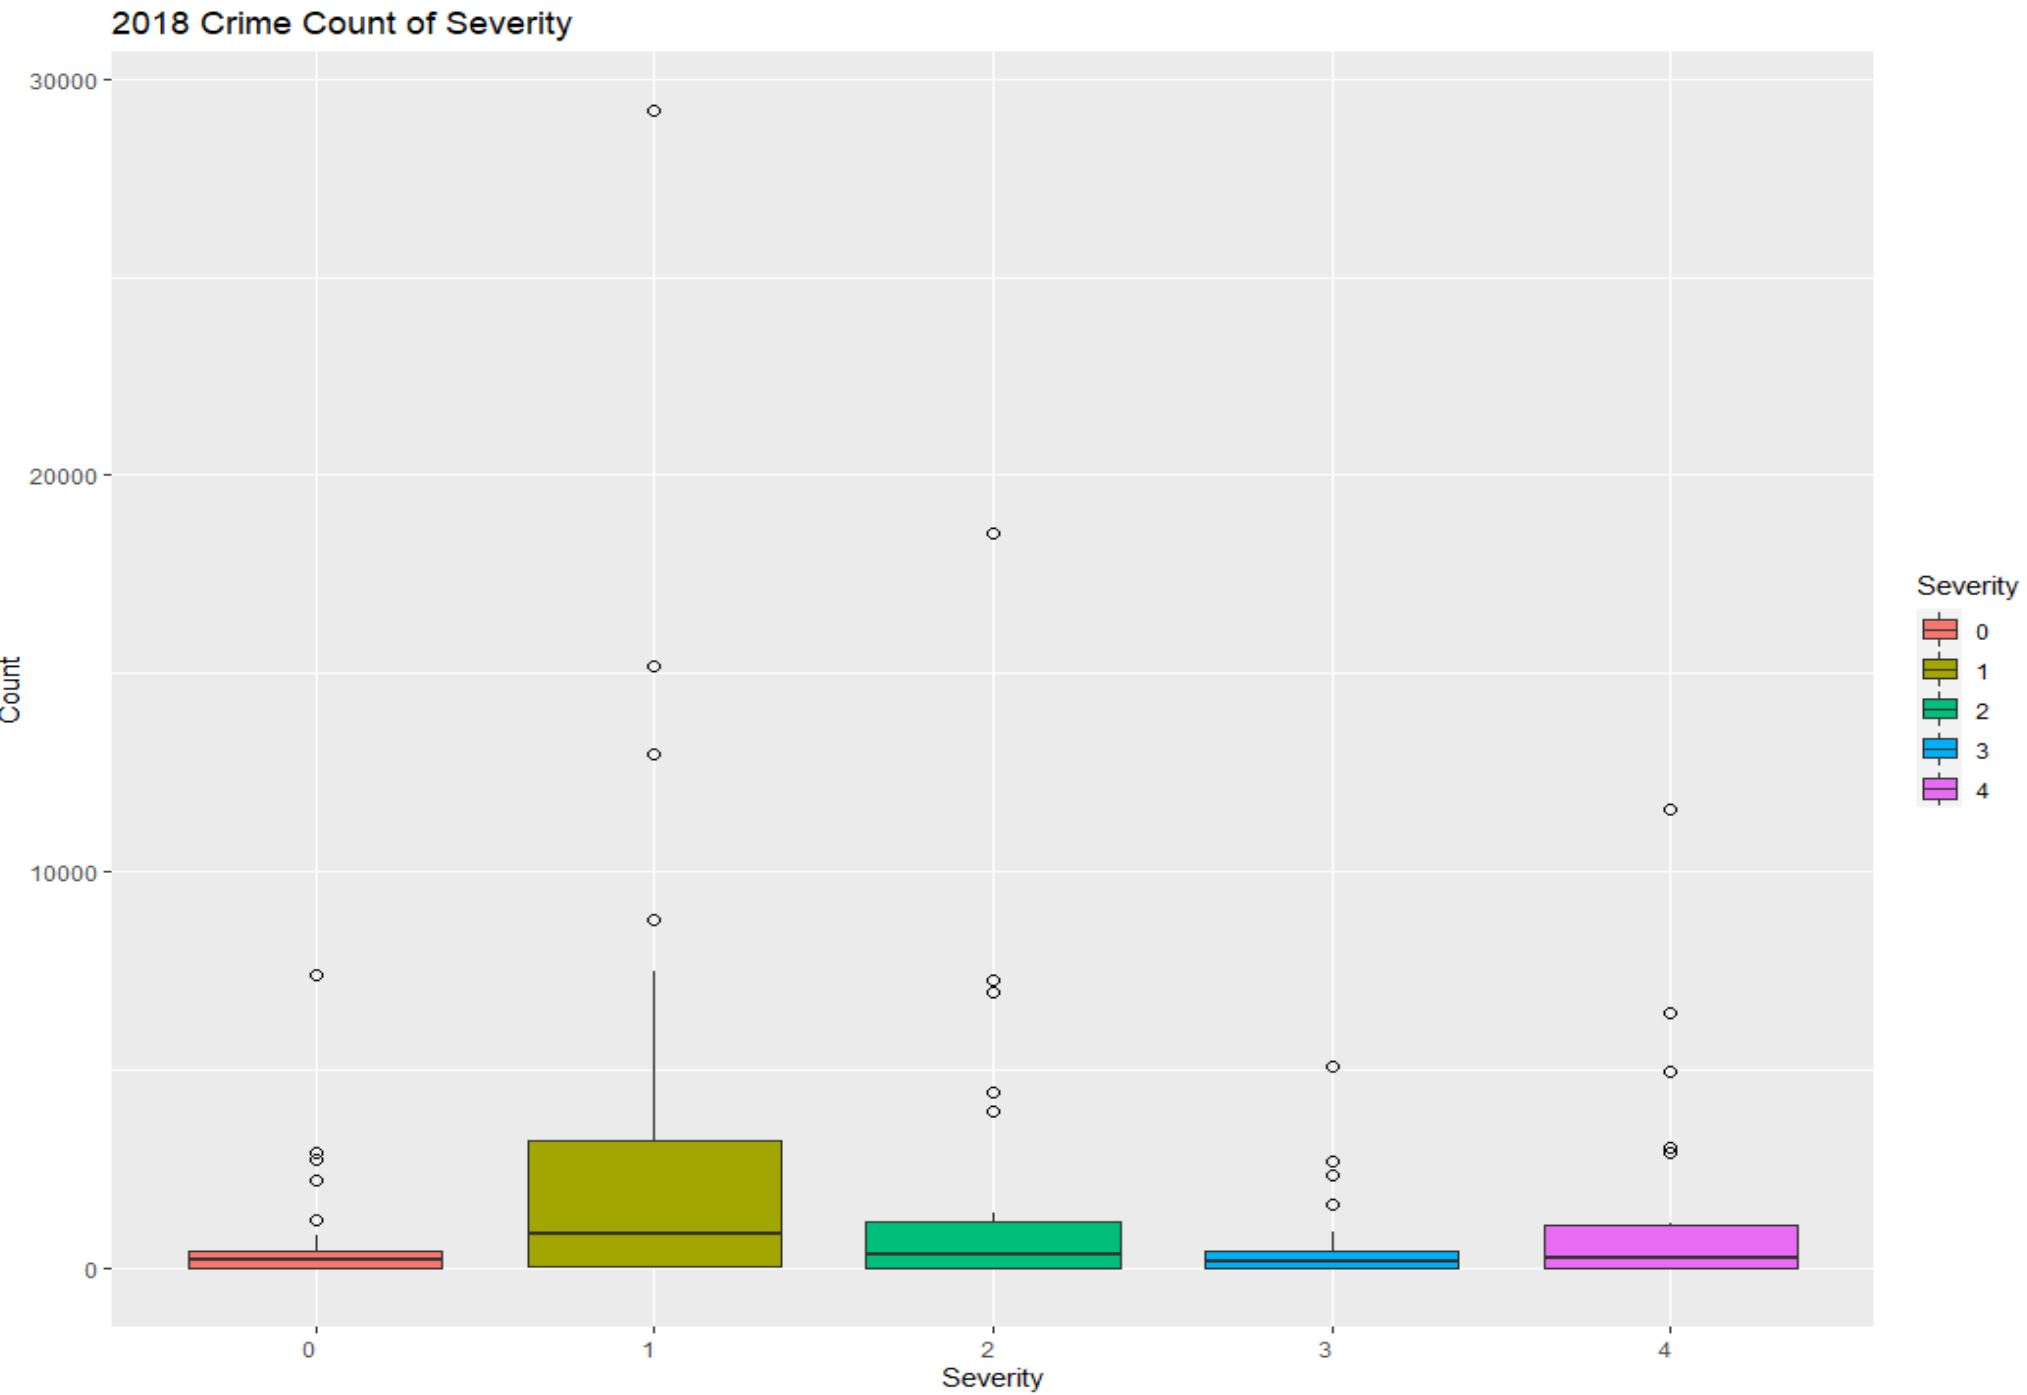 2018 Crime Count of Severity
30000
20000
10000
0
Count
0 1 2 3 4
Severity
Severity
0
1
2
3
4